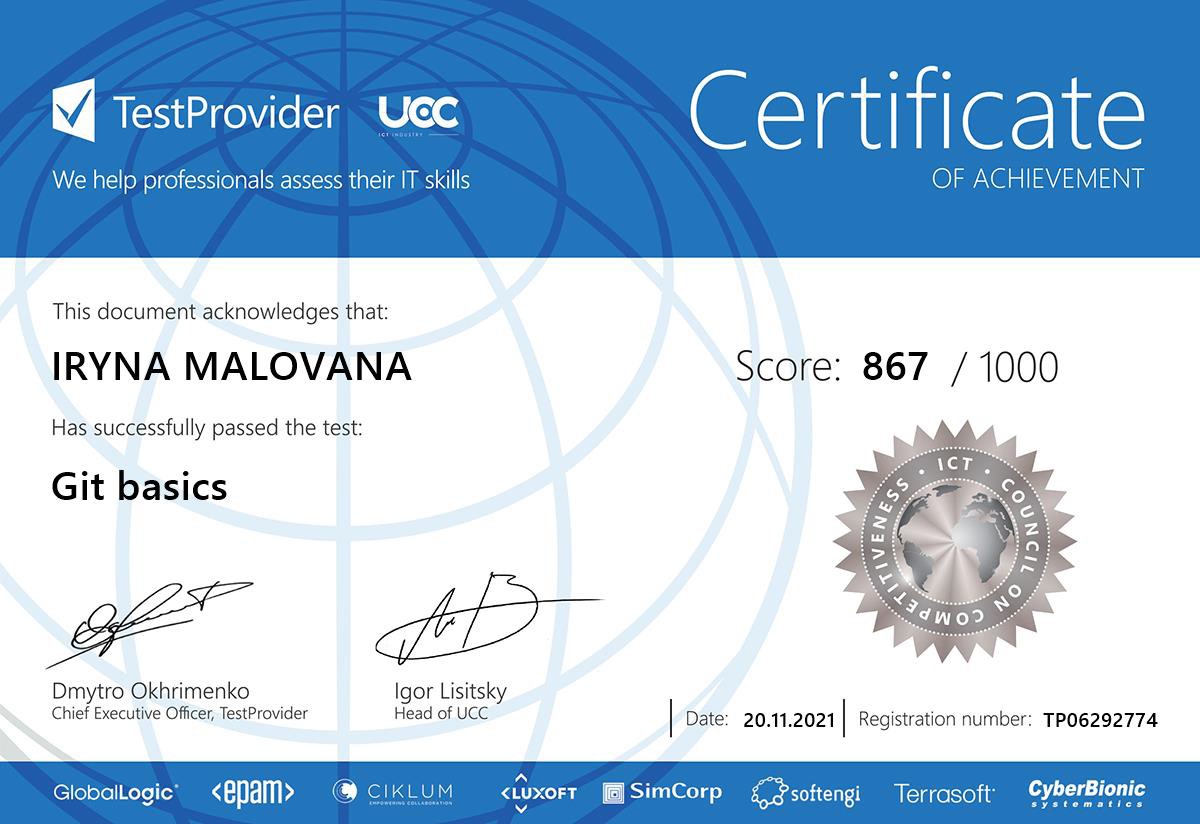 TestProvider
UCC
ICT INDUSTRY
We help professionals assess their IT skills
Certificate
OF ACHIEVEMENT
This document acknowledges that:
IRYNA MALOVANA
Score: 867 / 1000
Has successfully passed the test:
Git basics
· ICT · COUNCIL ON COMPETITIVENESS
Dmytro Okhrimenko
Chief Executive Officer, TestProvider
Igor Lisitsky
Head of UCC
Date: 20.11.2021
Registration number: TP06292774
GlobalLogic®
<epam>
CIKLUM
EMPOWERING COLLABORATION
<LUXOFT
SimCorp
softengi
Terrasoft
CyberBionic
systematics